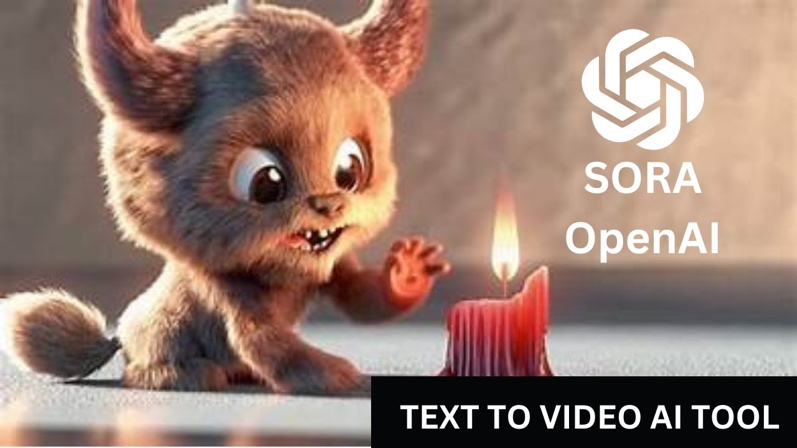 SORA
OpenAI
TEXT TO VIDEO AI TOOL